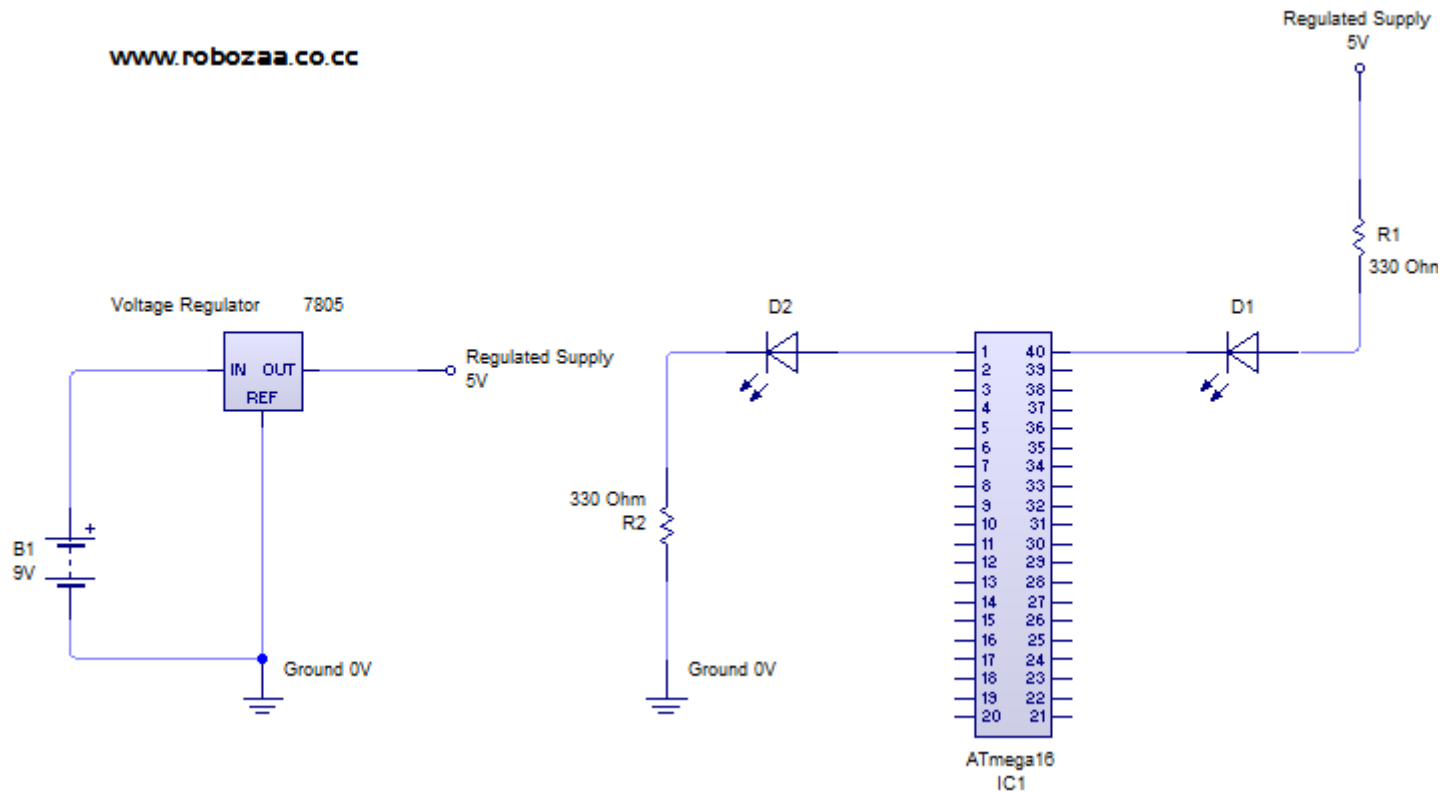 Regulated Supply
5V
www.robozaa.co.cc
R1
330 Ohm
Voltage Regulator 7805
D2
D1
IN OUT
REF
Regulated Supply
5V
B1
9V
+
330 Ohm
R2
Ground 0V
Ground 0V
1 40
2 39
3 38
4 37
5 36
6 35
7 34
8 33
9 32
10 31
11 30
12 29
13 28
14 27
15 26
16 25
17 24
18 23
19 22
20 21
ATmega16
IC1